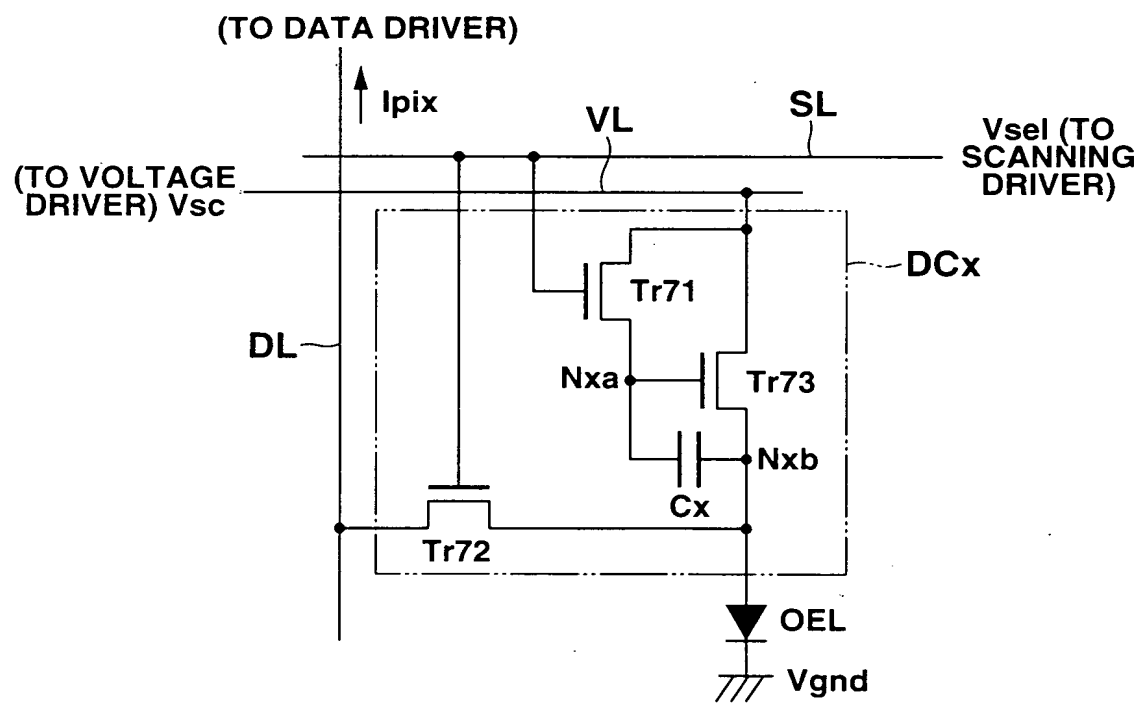 (TO DATA DRIVER)
Ipix
SL
VL
Vsel (TO
SCANNING
DRIVER)
(TO VOLTAGE
DRIVER) Vsc
DCx
Tr71
DL
Nxa
Tr73
Nxb
Cx
Tr72
OEL
Vgnd